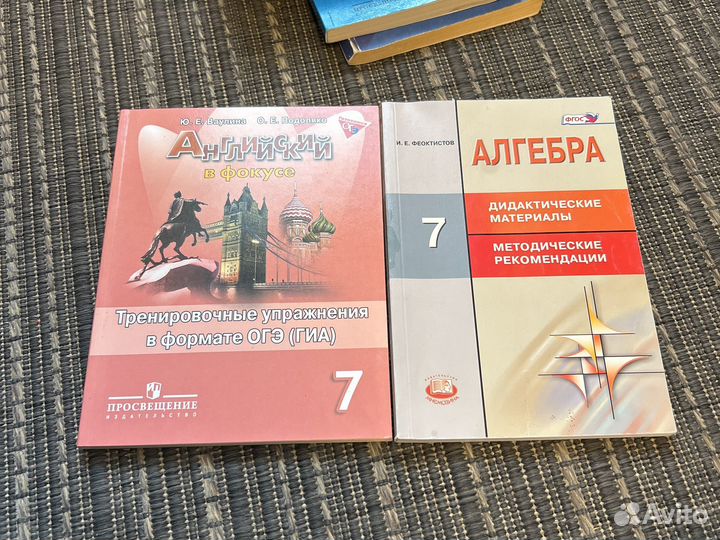 Ю. Е. Ваулина О. Е. Подоляко
Английский
в фокусе
Тренировочные упражнения
в формате ОГЭ (ГИА)
ПРОСВЕЩЕНИЕ
ИЗДАТЕЛЬСТВО
7
ФГОС
И. Е. ФЕОКТИСТОВ
АЛГЕБРА
7
ДИДАКТИЧЕСКИЕ
МАТЕРИАЛЫ
МЕТОДИЧЕСКИЕ
РЕКОМЕНДАЦИИ
МНЕМОЗИНА
Avito